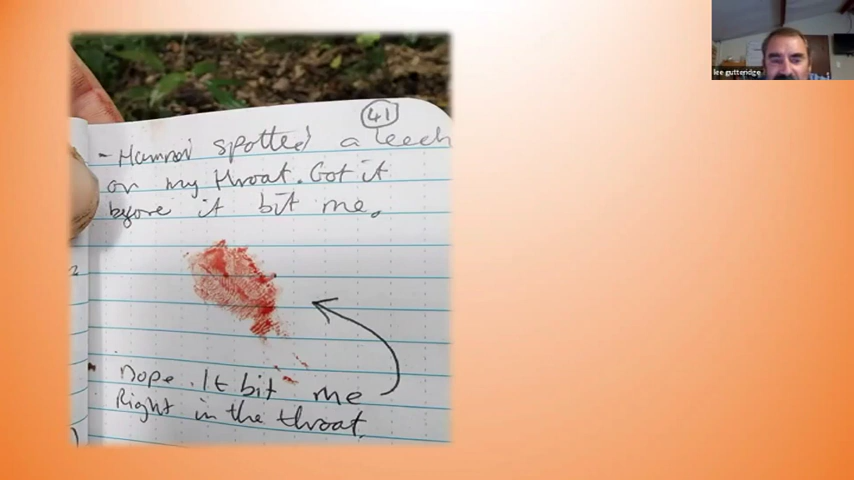 lee gutteridge
41
- Hamnoi spotted a leech
on my throat. Got it
before it bit me.
Nope. It bit me
Right in the throat.